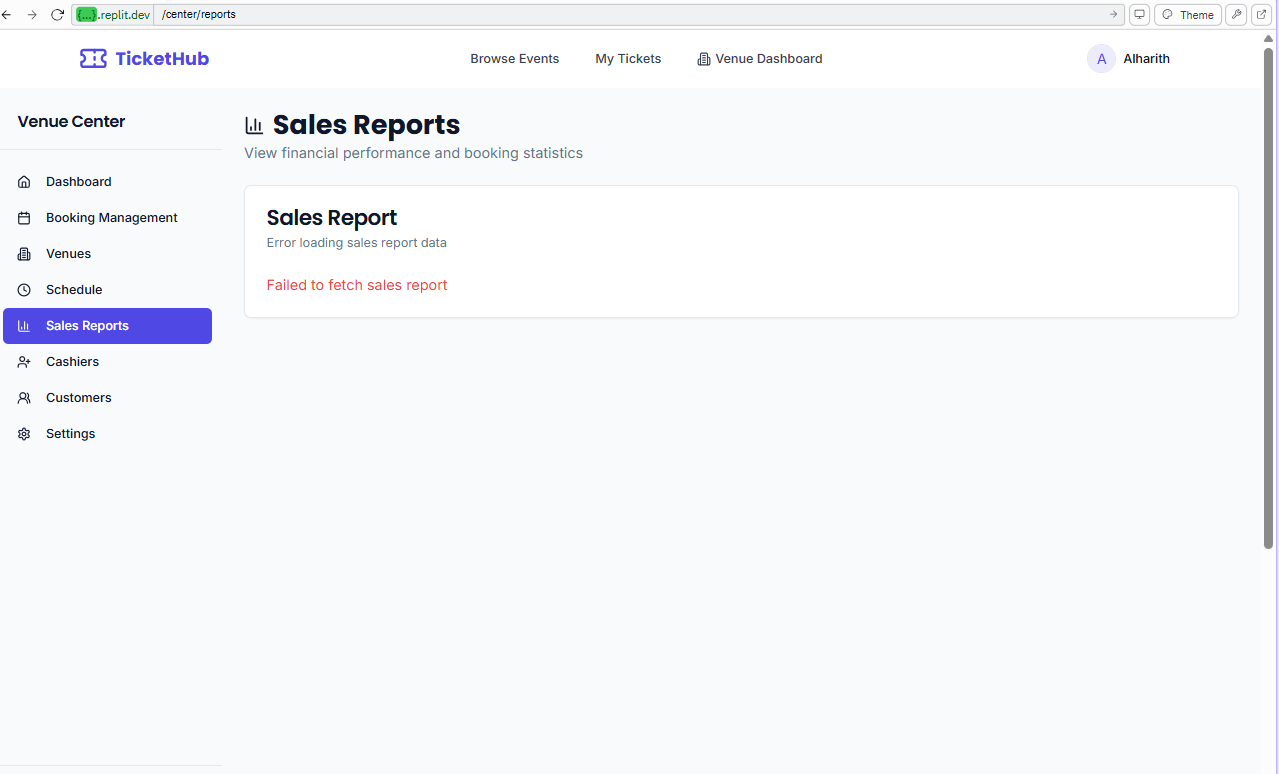 {...}.replit.dev /center/reports
Theme
TicketHub
Browse Events
My Tickets
Venue Dashboard
A
Alharith
Venue Center
Dashboard
Booking Management
Venues
Schedule
Sales Reports
Cashiers
Customers
Settings
Sales Reports
View financial performance and booking statistics
Sales Report
Error loading sales report data
Failed to fetch sales report